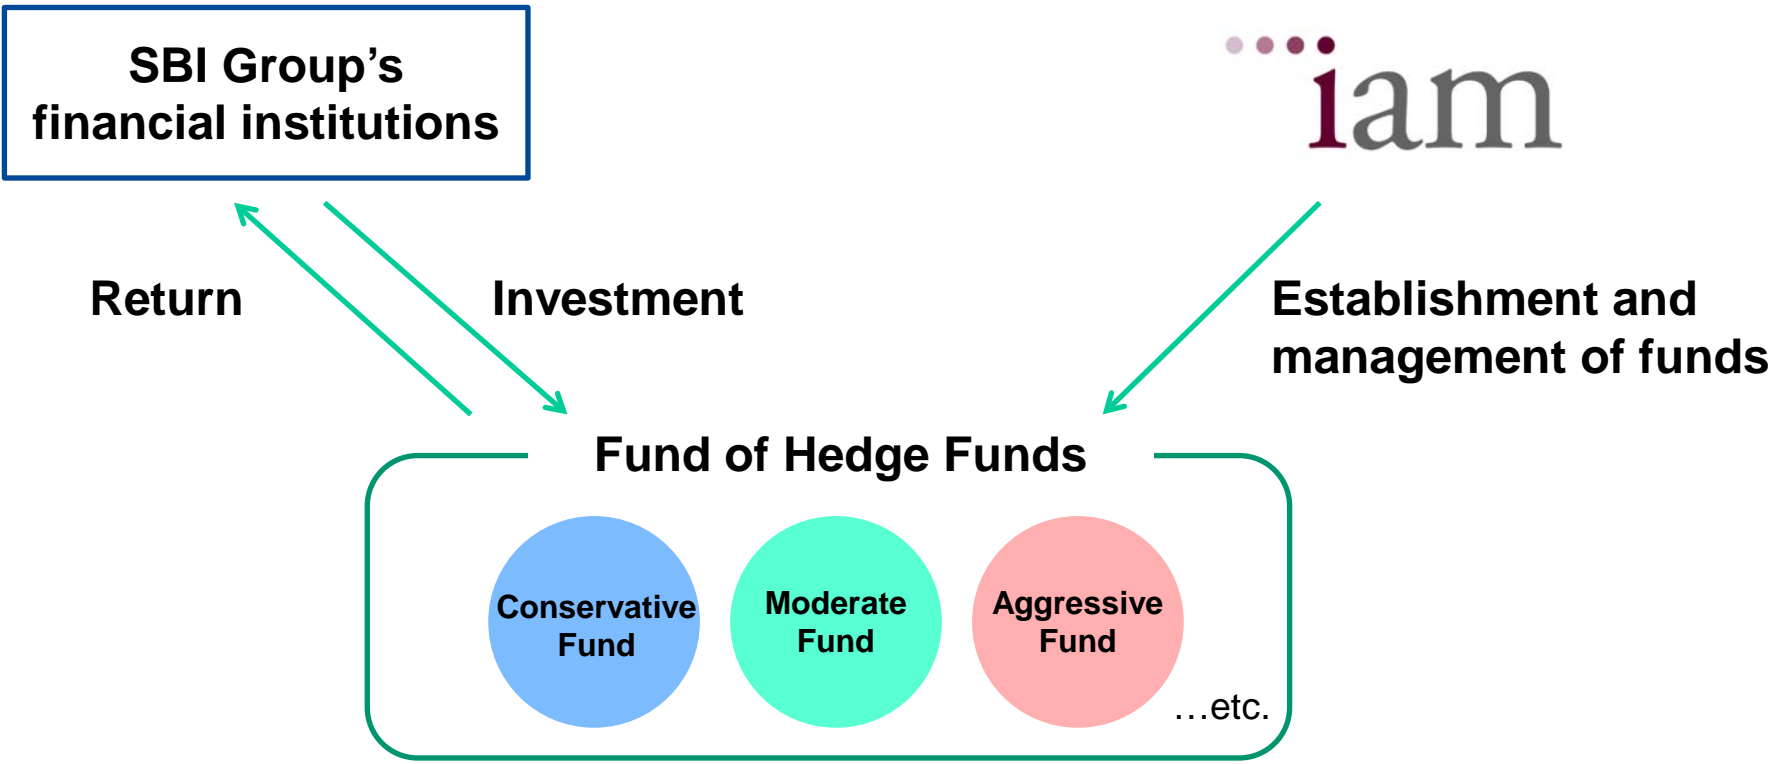 SBI Group’s
financial institutions
iam
Return
Investment
Establishment and
management of funds
Fund of Hedge Funds
Conservative
Fund
Moderate
Fund
Aggressive
Fund
…etc.